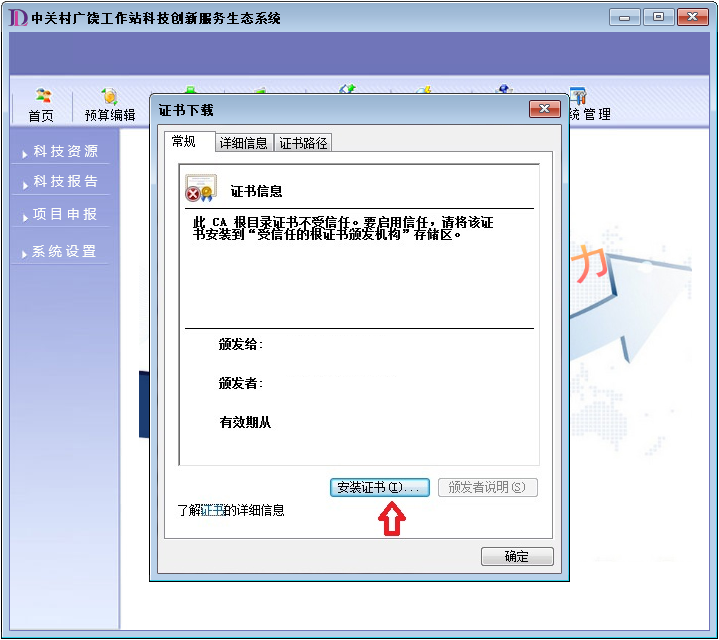 中关村广饶工作站科技创新服务生态系统
首页
预算编辑
统管理
科技资源
科技报告
项目申报
系统设置
力
证书下载
常规
详细信息
证书路径
证书信息
此 CA 根目录证书不受信任。要启用信任，请将该证
书安装到“受信任的根证书颁发机构”存储区。
颁发给：
颁发者：
有效期从
安装证书(I)...
颁发者说明(S)
了解证书的详细信息
确定